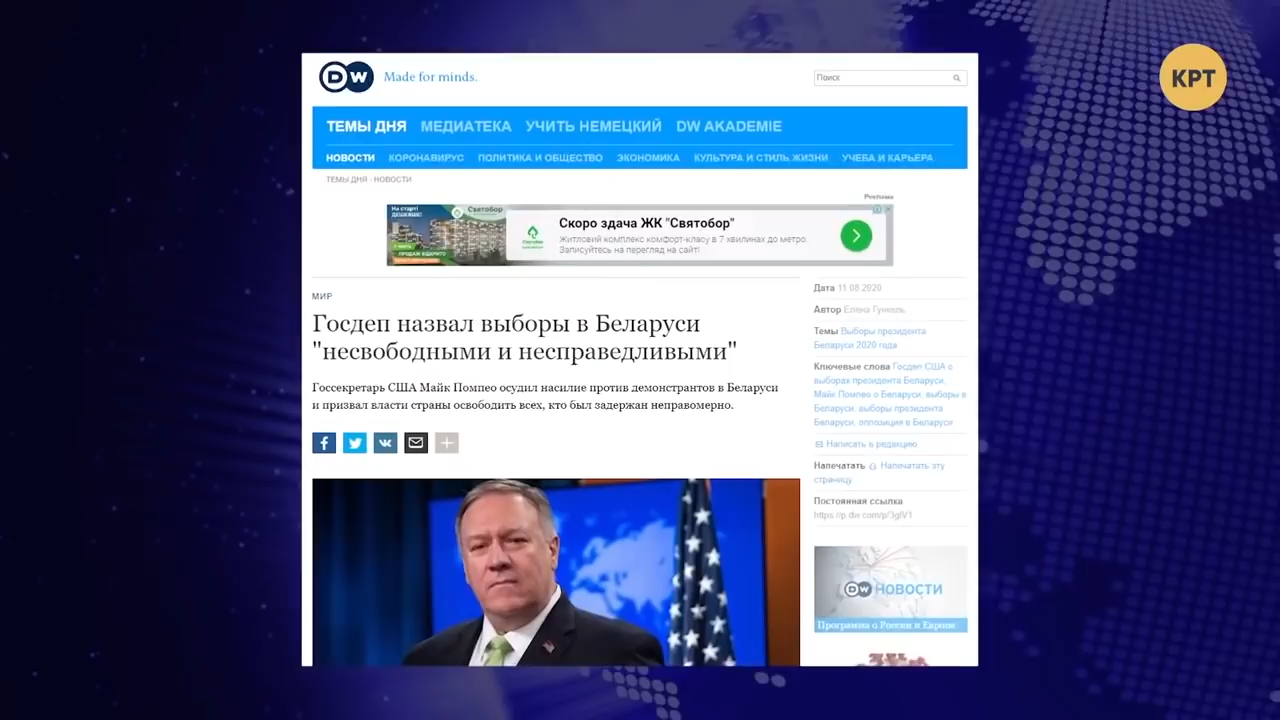 КРТ
DW Made for minds.
Поиск
ТЕМЫ ДНЯ МЕДИАТЕКА УЧИТЬ НЕМЕЦКИЙ DW AKADEMIE
НОВОСТИ КОРОНАВИРУС ПОЛИТИКА И ОБЩЕСТВО ЭКОНОМИКА КУЛЬТУРА И СТИЛЬ ЖИЗНИ УЧЕБА И КАРЬЕРА
ТЕМЫ ДНЯ - НОВОСТИ
Реклама
На старті
дешевше!
Святобор
Скоро здача ЖК "Святобор"
Житловий комплекс комфорт-класу в 7 хвилинах до метро.
Записуйтесь на перегляд на сайті!
МИР
Госдеп назвал выборы в Беларуси
"несвободными и несправедливыми"
Госсекретарь США Майк Помпео осудил насилие против демонстрантов в Беларуси
и призвал власти страны освободить всех, кто был задержан неправомерно.
Дата 11.08.2020
Автор Елена Гункель
Темы Выборы президента
Беларуси 2020 года
Ключевые слова Госдеп США о
выборах президента Беларуси,
Майк Помпео о Беларуси, выборы в
Беларуси, выборы президента
Беларуси, оппозиция в Беларуси
Написать в редакцию
Напечатать Напечатать эту
страницу
Постоянная ссылка
https://p.dw.com/p/3glV1
DW НОВОСТИ
Программа о России и Европе